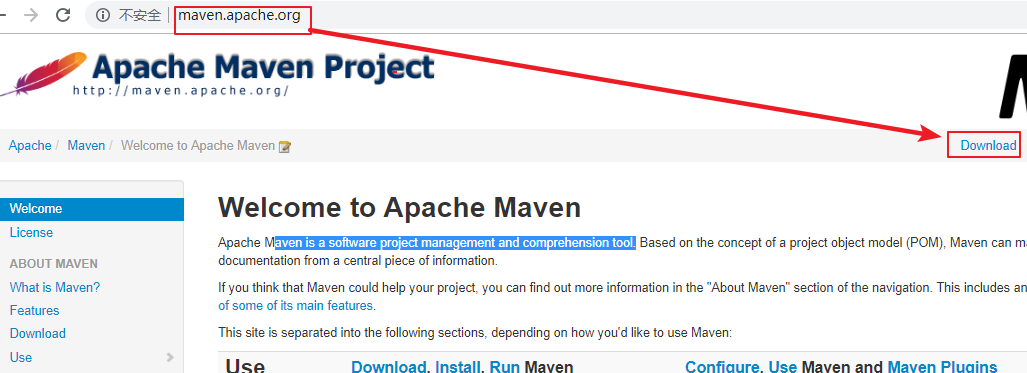 不安全 maven.apache.org
Apache Maven Project
http://maven.apache.org/
Apache / Maven / Welcome to Apache Maven
Download
Welcome
License
ABOUT MAVEN
What is Maven?
Features
Download
Use
Welcome to Apache Maven
Apache Maven is a software project management and comprehension tool. Based on the concept of a project object model (POM), Maven can
documentation from a central piece of information.
If you think that Maven could help your project, you can find out more information in the "About Maven" section of the navigation. This includes
of some of its main features.
This site is separated into the following sections, depending on how you'd like to use Maven:
Use
Download, Install, Run Maven
Configure, Use Maven and Maven Plugins